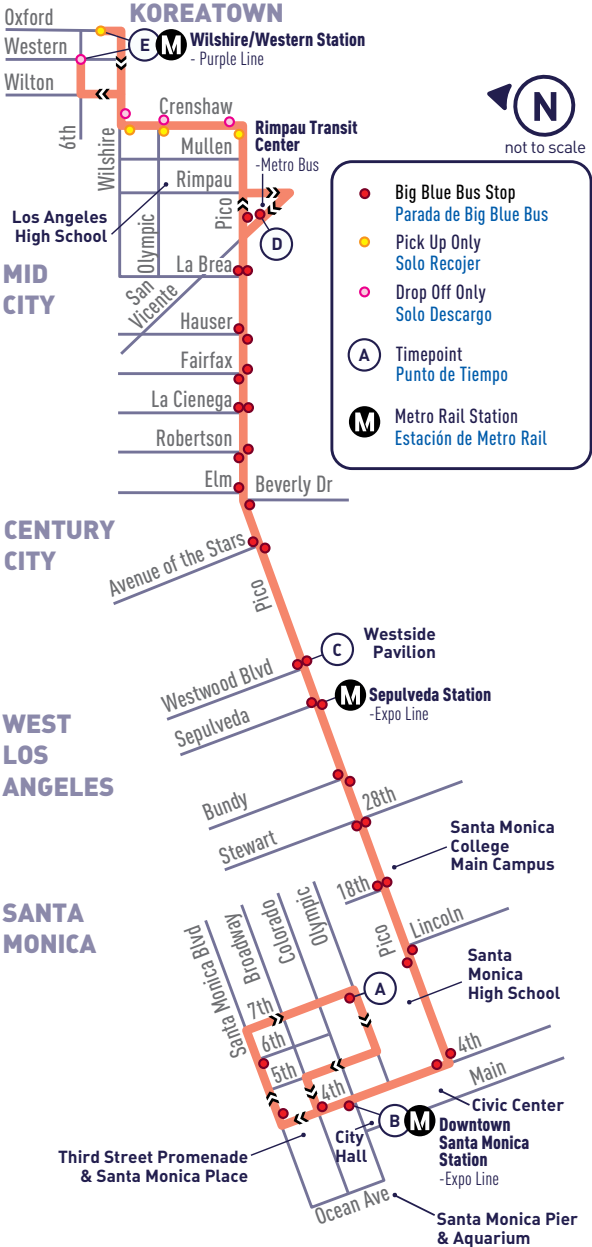 KOREATOWN
Oxford
Western
Wilton
6th
E
M
Wilshire/Western Station
- Purple Line
N
not to scale
Crenshaw
Wilshire
Mullen
Rimpau
Rimpau Transit
Center
-Metro Bus
Pico
D
Los Angeles
High School
Olympic
La Brea
MID
CITY
San
Vicente
Hauser
Fairfax
La Cienega
Robertson
Elm
Beverly Dr
Big Blue Bus Stop
Parada de Big Blue Bus
Pick Up Only
Solo Recojer
Drop Off Only
Solo Descargo
A
Timepoint
Punto de Tiempo
M
Metro Rail Station
Estación de Metro Rail
CENTURY
CITY
Avenue of the Stars
Pico
C
Westside
Pavilion
Westwood Blvd
Sepulveda
M
Sepulveda Station
-Expo Line
WEST
LOS
ANGELES
Bundy
28th
Stewart
Santa Monica
College
Main Campus
18th
SANTA
MONICA
Lincoln
Pico
Santa Monica Blvd
Broadway
Colorado
Olympic
Santa
Monica
High School
A
7th
6th
5th
4th
4th
Main
Civic Center
B
M
Downtown
Santa Monica
Station
-Expo Line
City
Hall
Third Street Promenade
& Santa Monica Place
Ocean Ave
Santa Monica Pier
& Aquarium